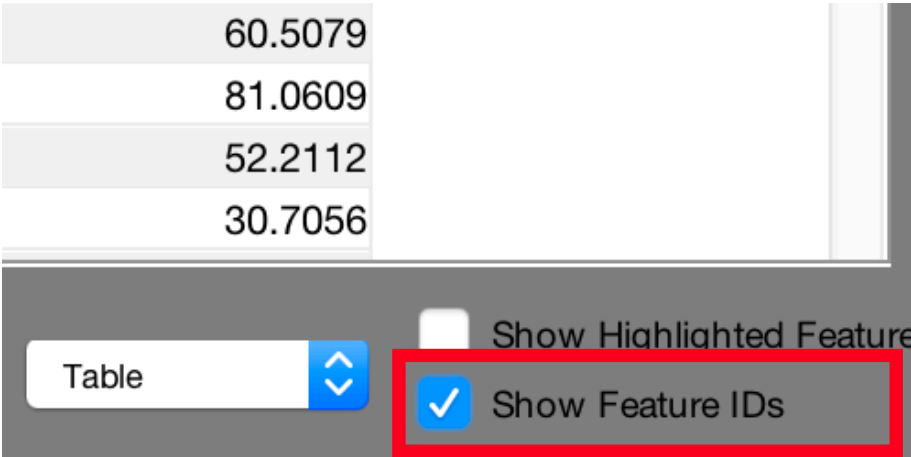 60.5079
81.0609
52.2112
30.7056
Show Highlighted Feature
Table
Show Feature IDs